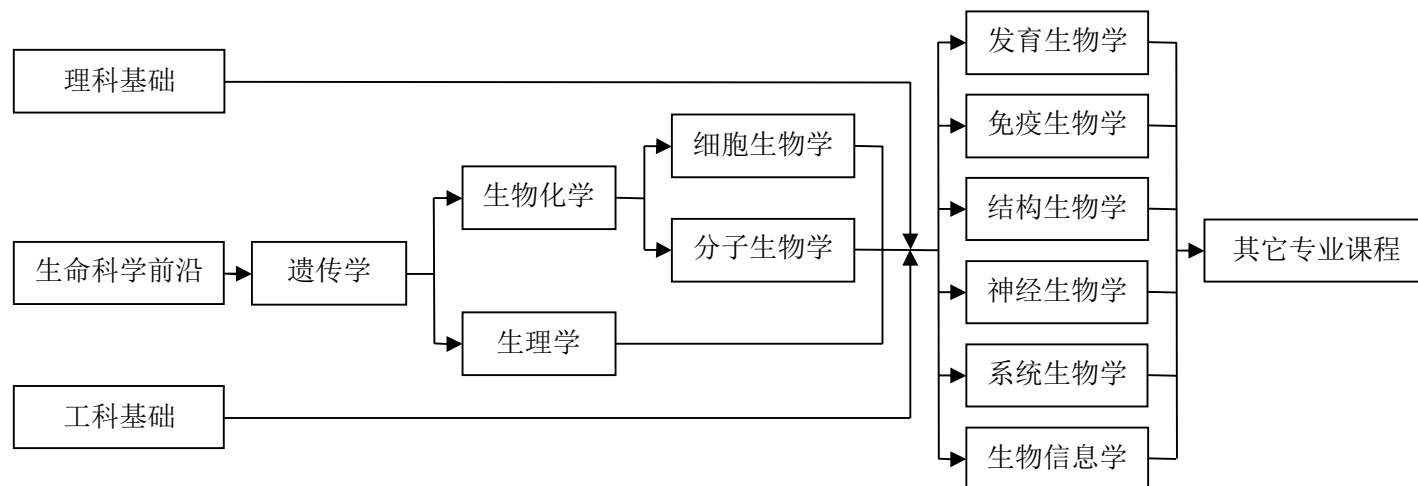 理科基础
生命科学前沿
工科基础
遗传学
生物化学
生理学
细胞生物学
分子生物学
发育生物学
免疫生物学
结构生物学
神经生物学
系统生物学
生物信息学
其它专业课程